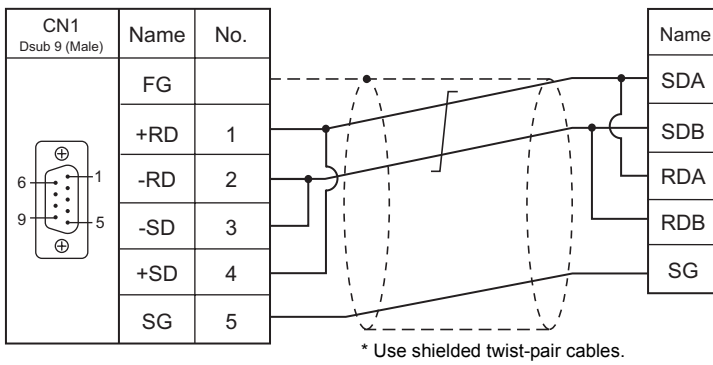 CN1
Dsub 9 (Male)
Name No.
Name
FG
SDA
+RD 1
SDB
-RD 2
RDA
6 1
9 5
-SD 3
RDB
+SD 4
SG
SG 5
* Use shielded twist-pair cables.